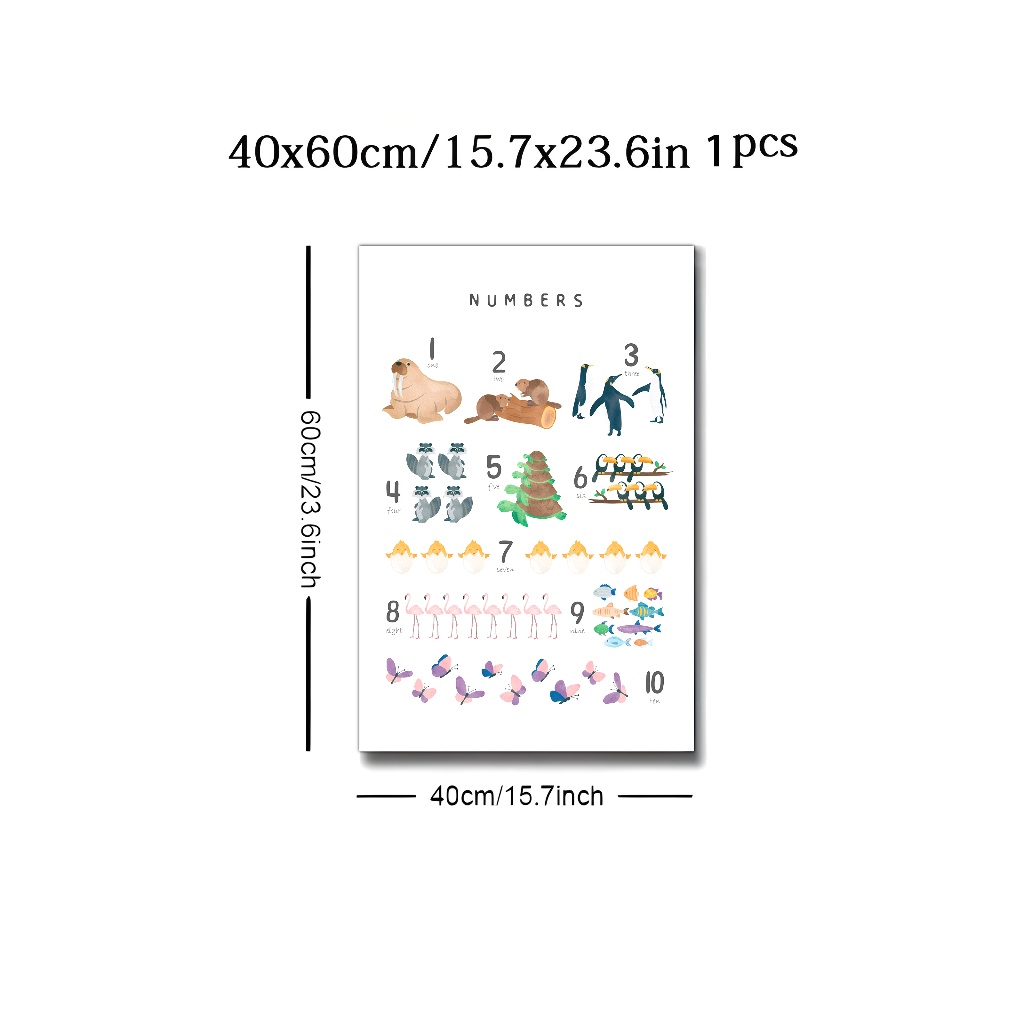 40x60cm/15.7x23.6in 1pcs
60cm/23.6inch
NUMBERS
1
one
2
two
3
three
4
four
5
five
6
six
7
seven
8
eight
9
nine
10
ten
40cm/15.7inch